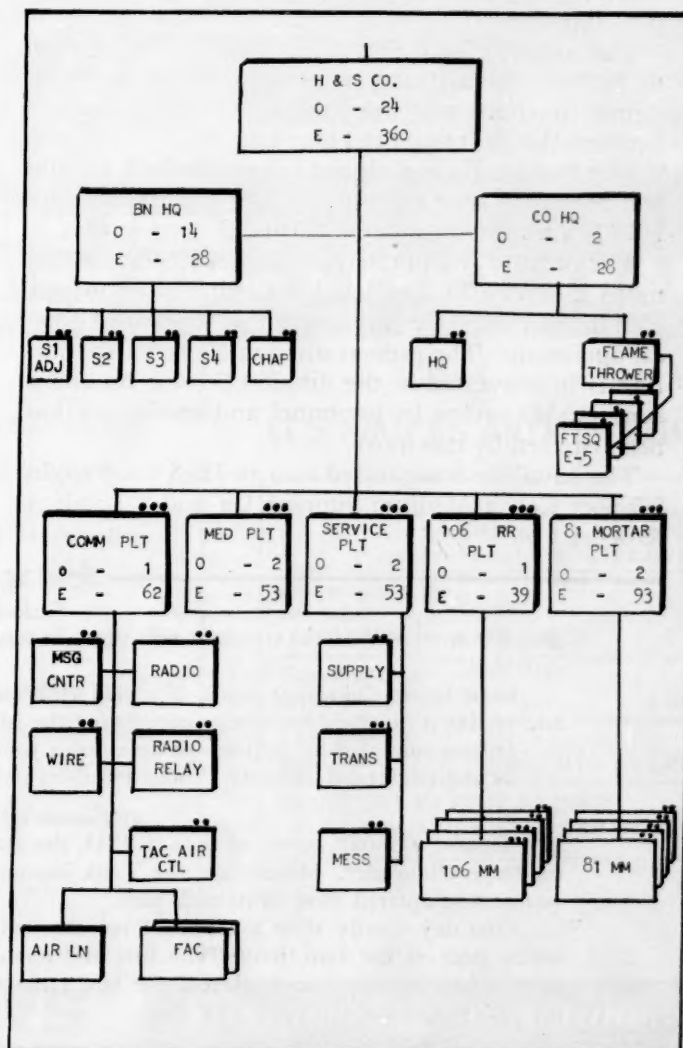 H & S CO.
O - 24
E - 360
BN HQ
O - 14
E 28
CO HQ
O - 2
E - 28
S1
ADJ
S2
S3
S4
CHAP
HQ
FLAME
THROWER
FT SQ
E-5
COMM PLT
O - 1
E - 62
MED PLT
O - 2
E - 53
SERVICE
PLT
O - 2
E - 53
106 RR
PLT
O - 1
E - 39
81 MORTAR
PLT
O 2
E - 93
MSG
CNTR
RADIO
WIRE
RADIO
RELAY
TAC AIR
CTL
AIR LN
FAC
SUPPLY
TRANS
MESS
106 MM
81 MM